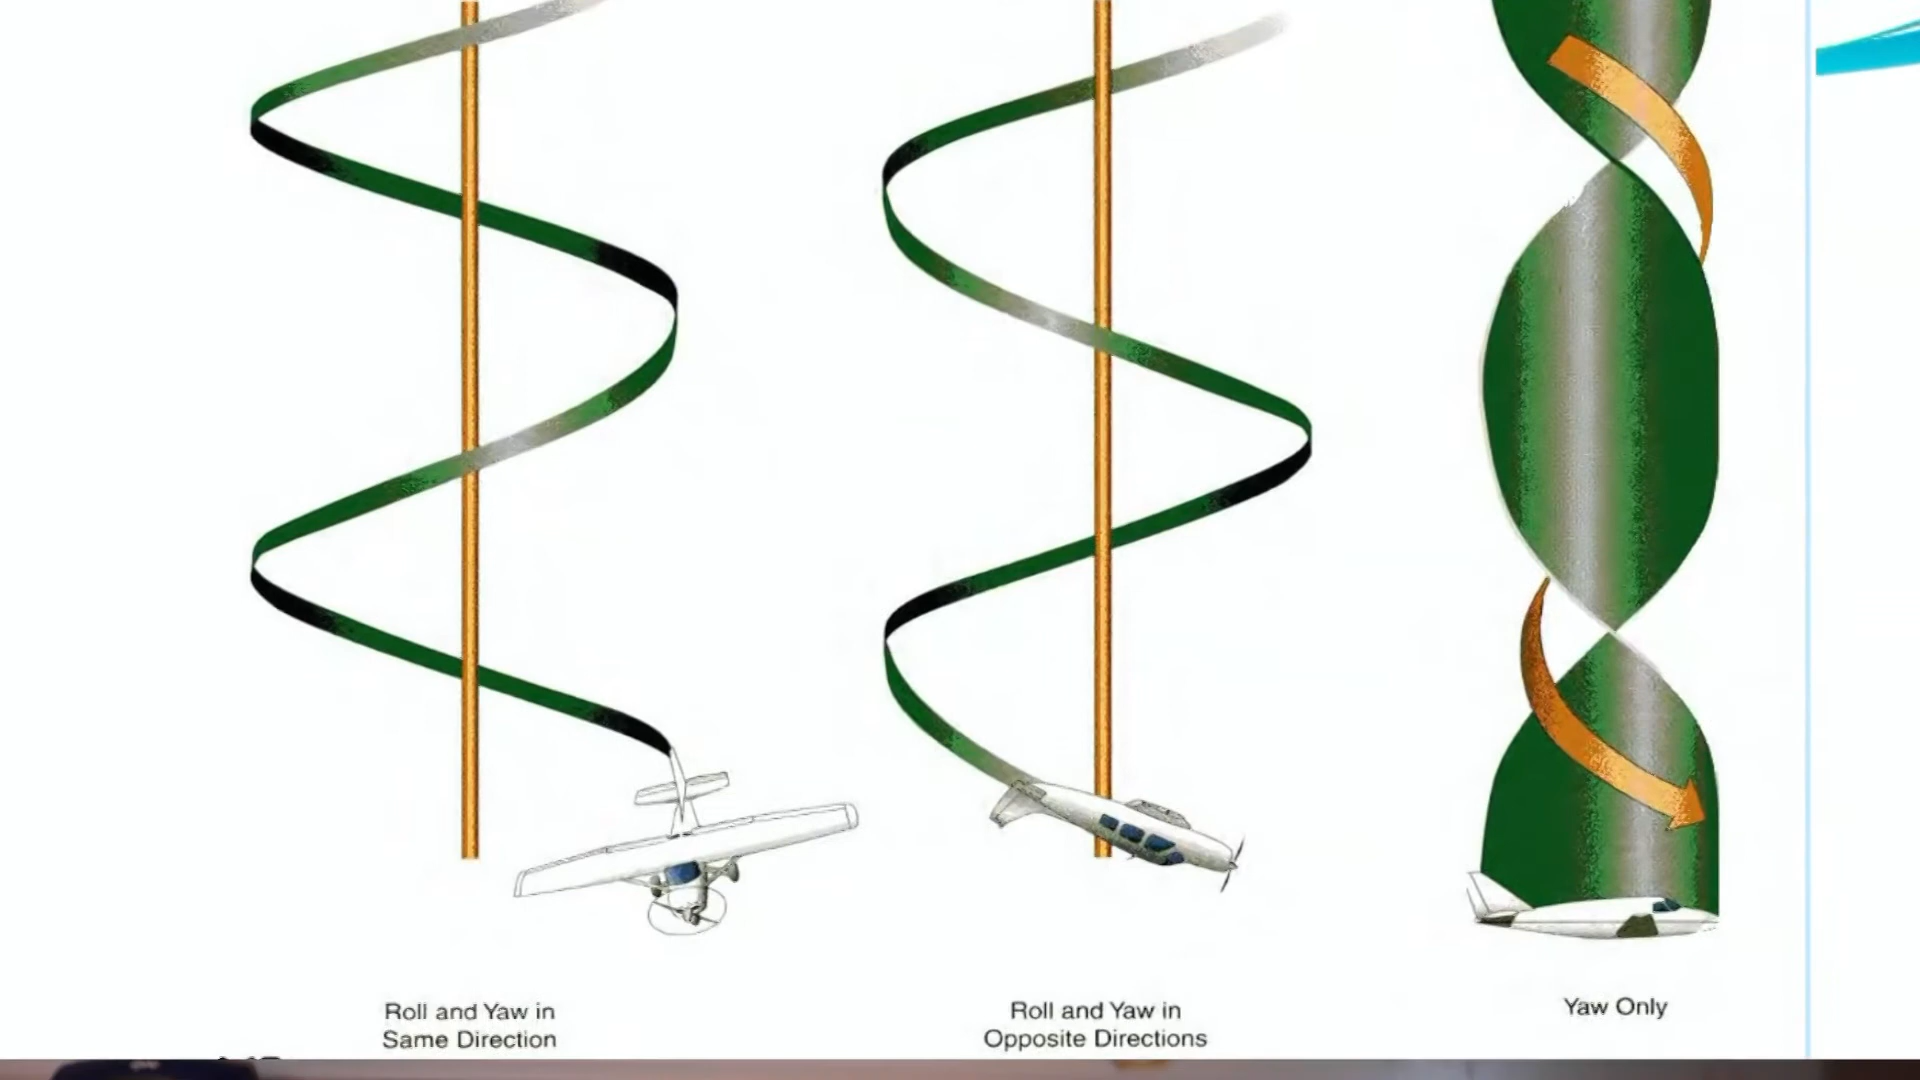 Roll and Yaw in
Same Direction
Roll and Yaw in
Opposite Directions
Yaw Only